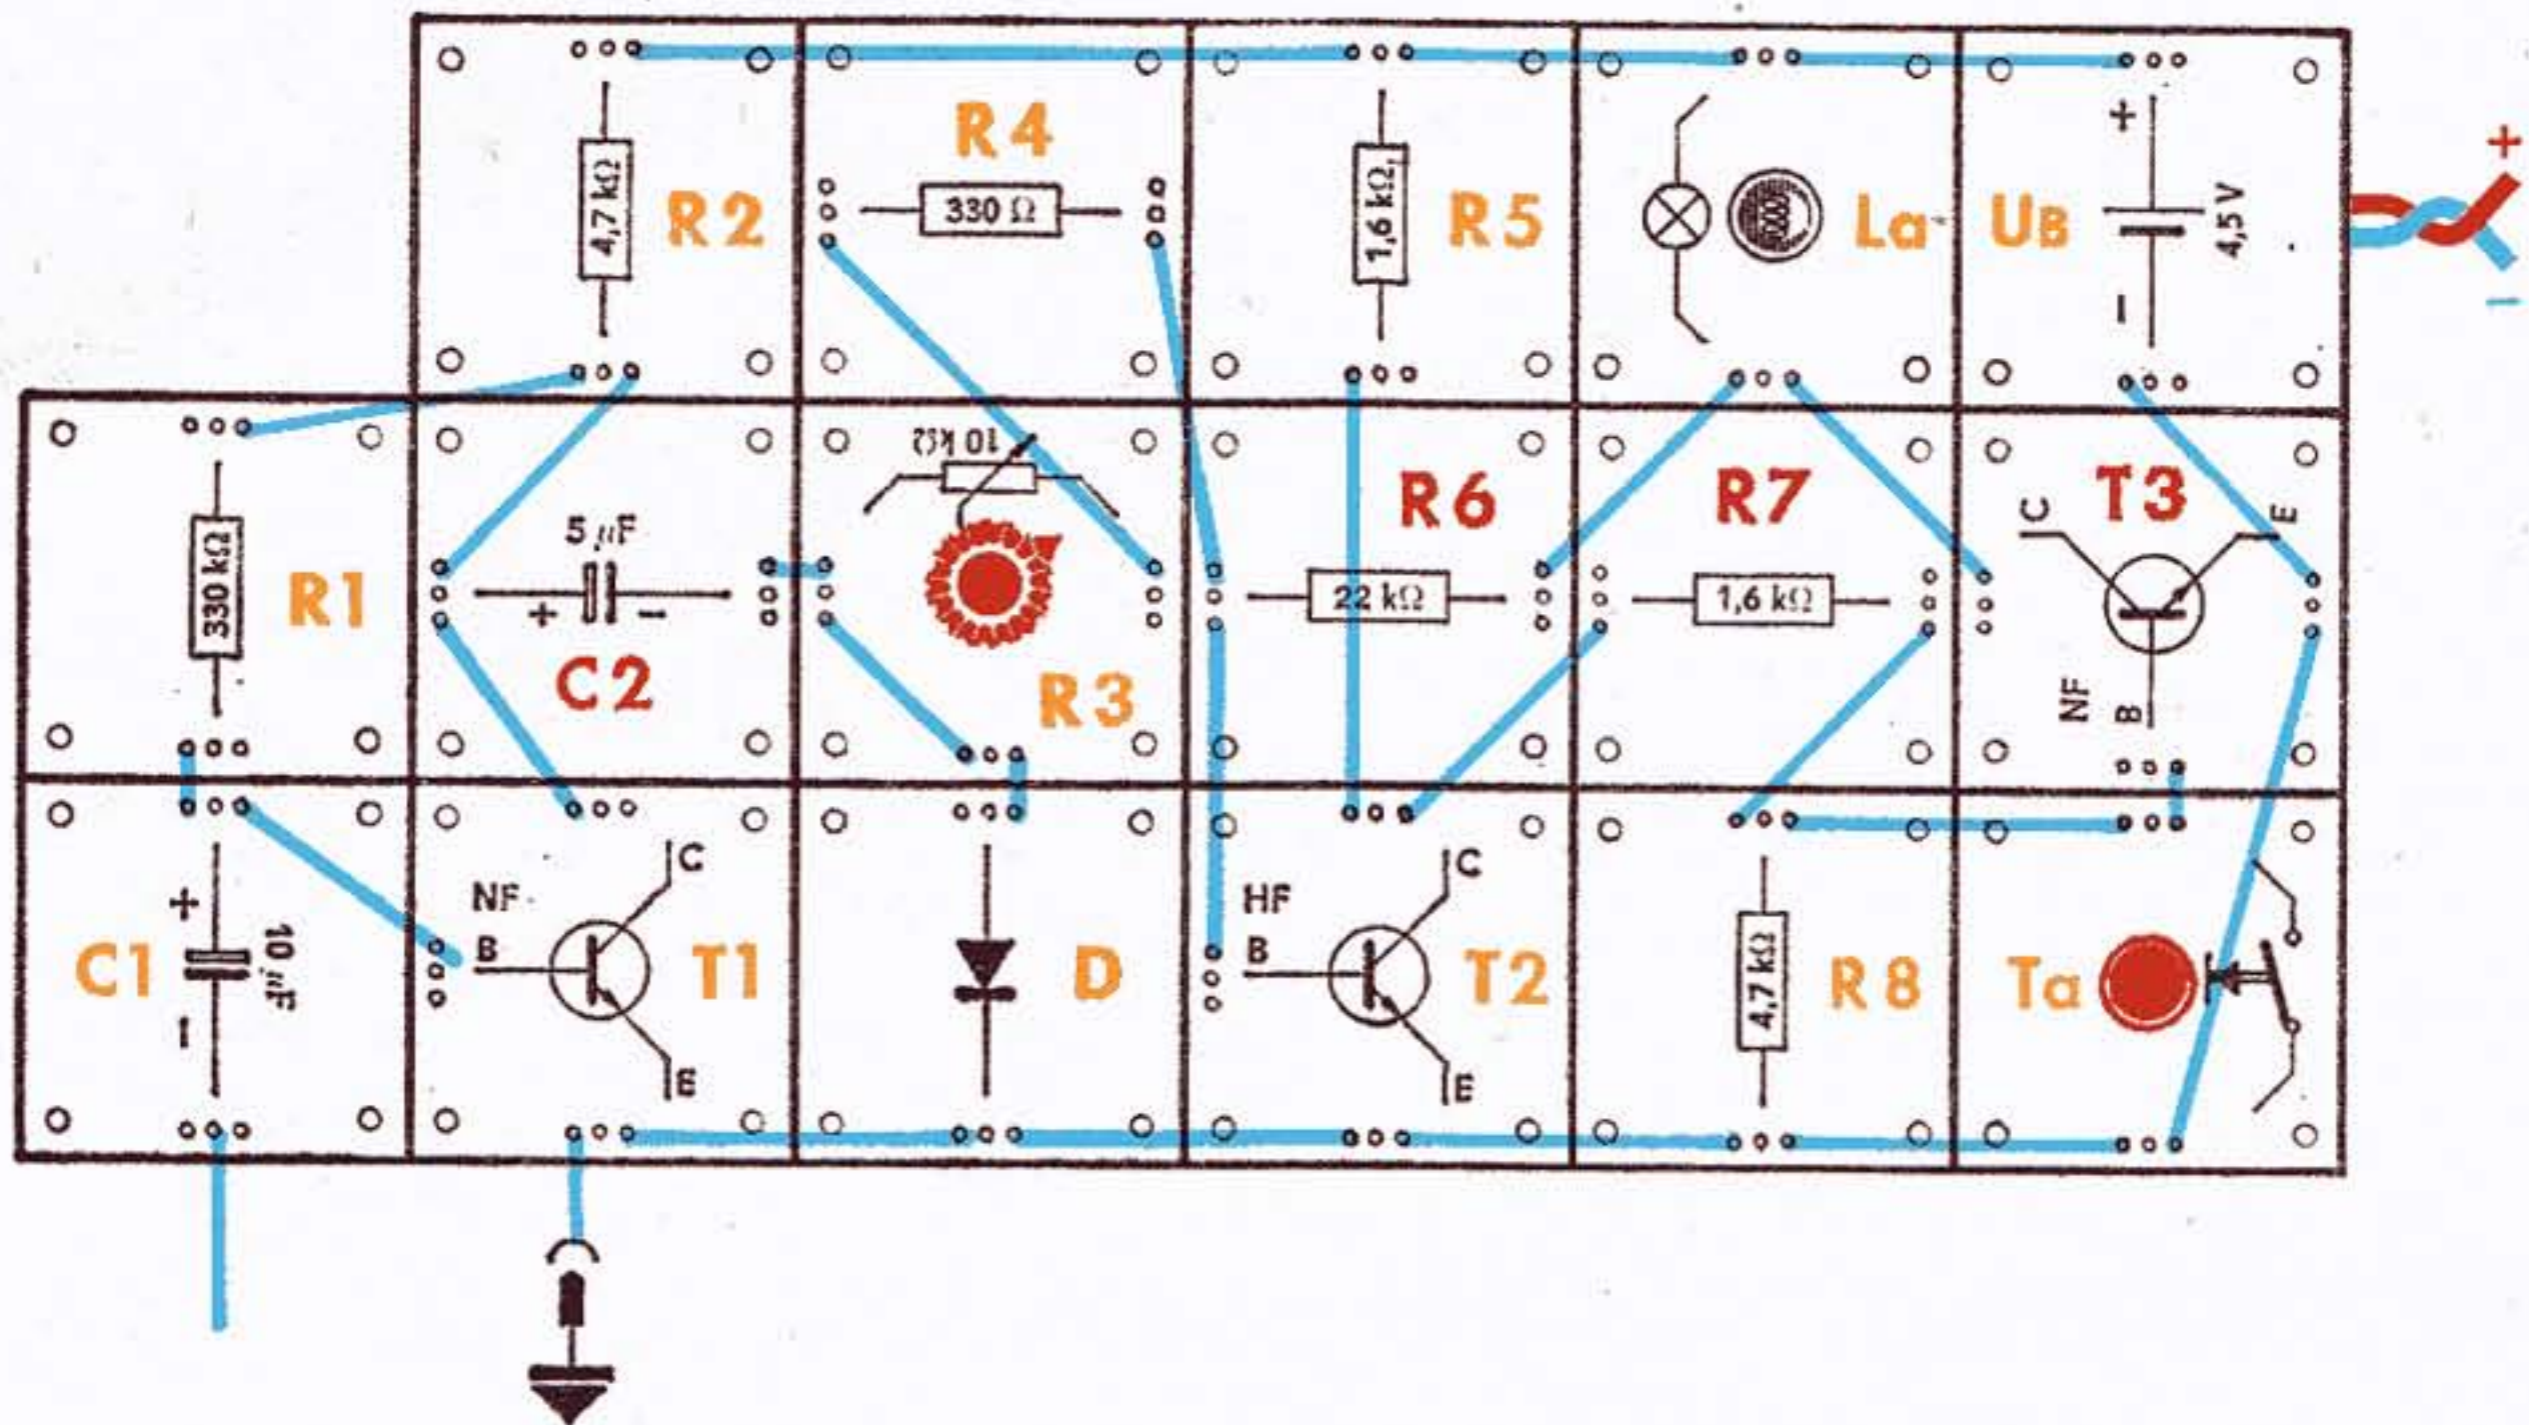 4,7 kΩ
R2
R4
330 Ω
1,6 kΩ
R5
La
+
UB
4,5 V
−
+
−
330 kΩ
R1
5 µF
+
−
C2
10 kΩ
R3
R6
22 kΩ
R7
1,6 kΩ
C
T3
E
NF
B
C1
+
10 µF
−
NF
B
C
T1
E
D
HF
B
C
T2
E
4,7 kΩ
R8
Ta